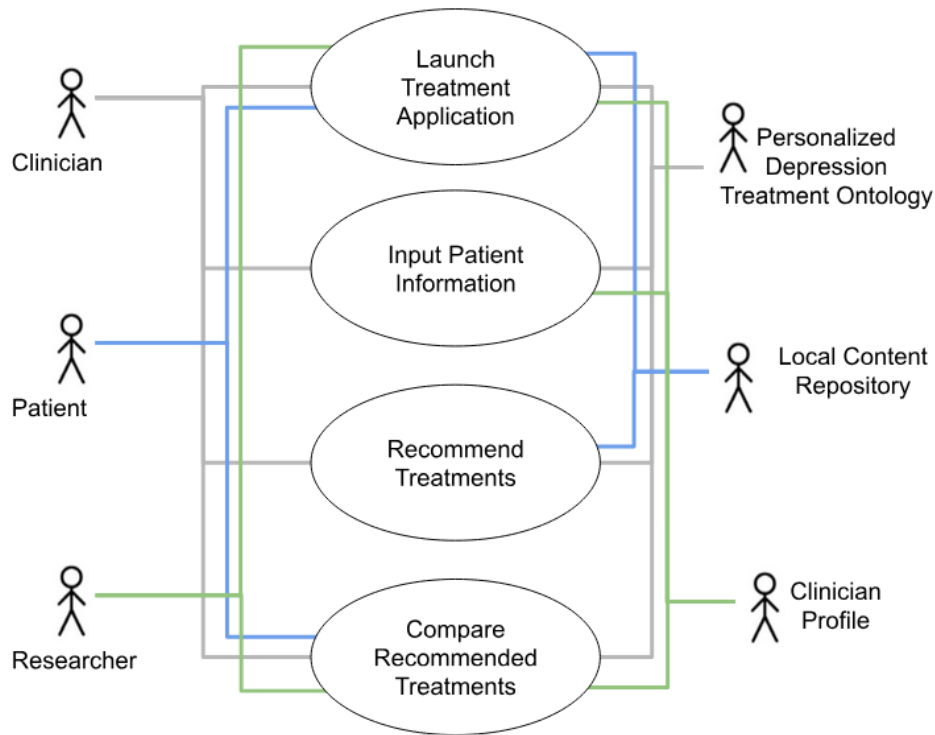 Launch
Treatment
Application
Clinician
Personalized
Depression
Treatment Ontology
Input Patient
Information
Patient
Local Content
Repository
Recommend
Treatments
Researcher
Compare
Recommended
Treatments
Clinician
Profile